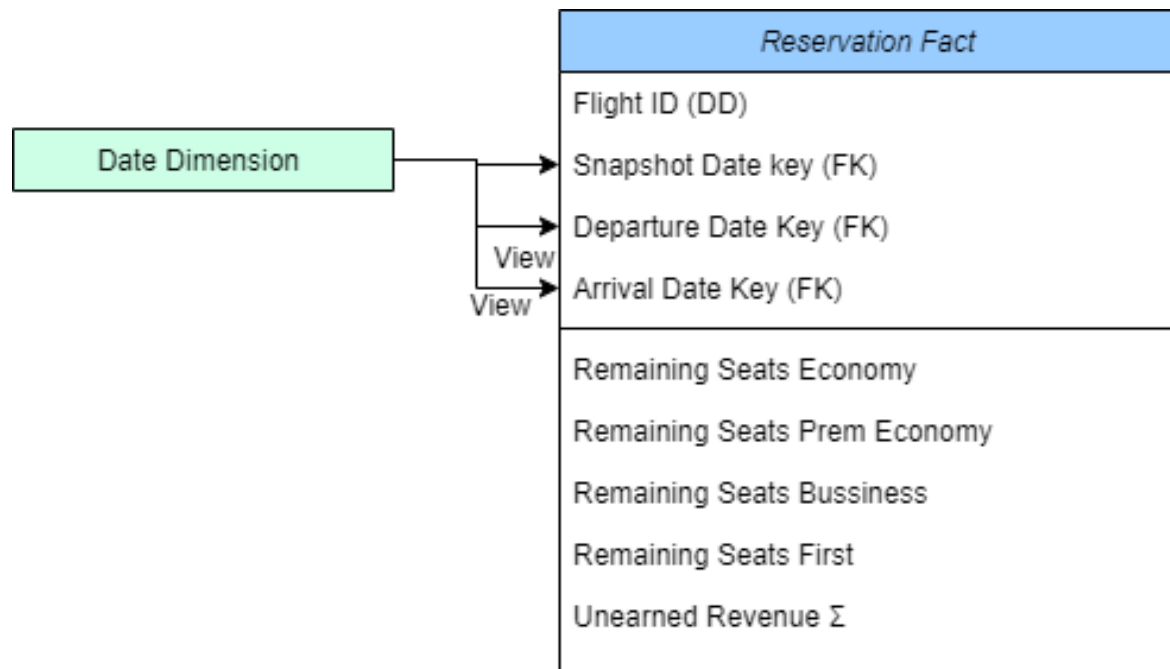 Reservation Fact
Flight ID (DD)
Date Dimension
Snapshot Date key (FK)
Departure Date Key (FK)
View
Arrival Date Key (FK)
View
Remaining Seats Economy
Remaining Seats Prem Economy
Remaining Seats Bussiness
Remaining Seats First
Unearned Revenue Σ